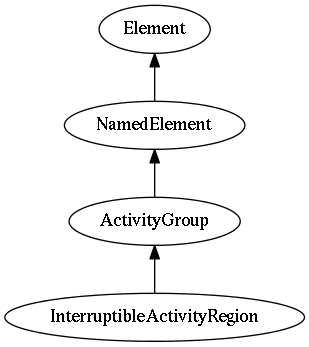 Element
NamedElement
ActivityGroup
InterruptibleActivityRegion